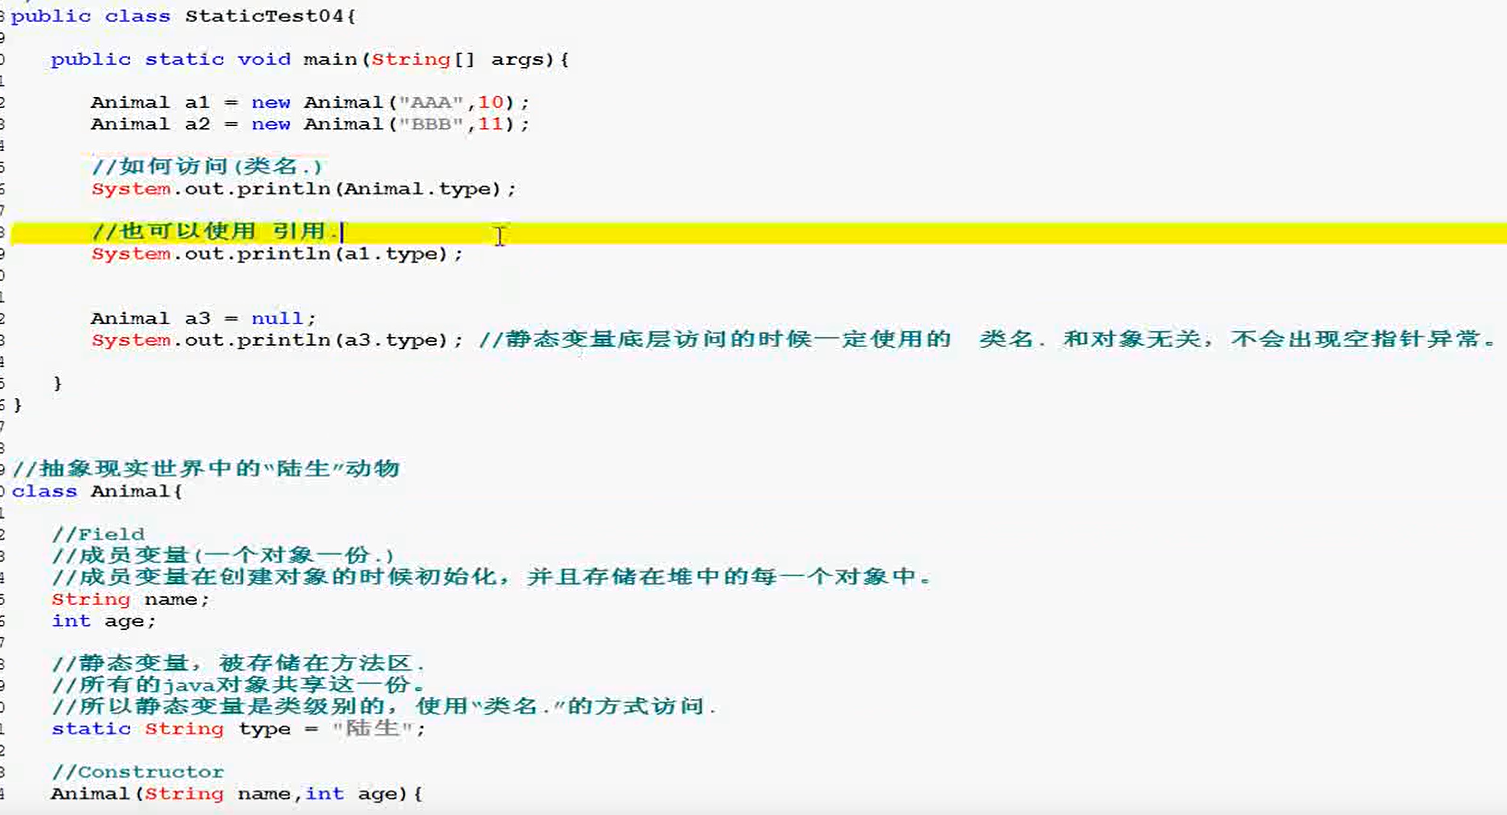 public class StaticTest04{
public static void main(String[] args){
Animal a1 = new Animal("AAA",10);
Animal a2 = new Animal("BBB",11);
//如何访问(类名.)
System.out.println(Animal.type);
//也可以使用 引用.
System.out.println(a1.type);
Animal a3 = null;
System.out.println(a3.type); //静态变量底层访问的时候一定使用的 类名. 和对象无关，不会出现空指针异常。
}
}
//抽象现实世界中的“陆生”动物
class Animal{
//Field
//成员变量(一个对象一份.)
//成员变量在创建对象的时候初始化，并且存储在堆中的每一个对象中。
String name;
int age;
//静态变量，被存储在方法区.
//所有的java对象共享这一份。
//所以静态变量是类级别的，使用“类名.”的方式访问.
static String type = "陆生";
//Constructor
Animal(String name,int age){